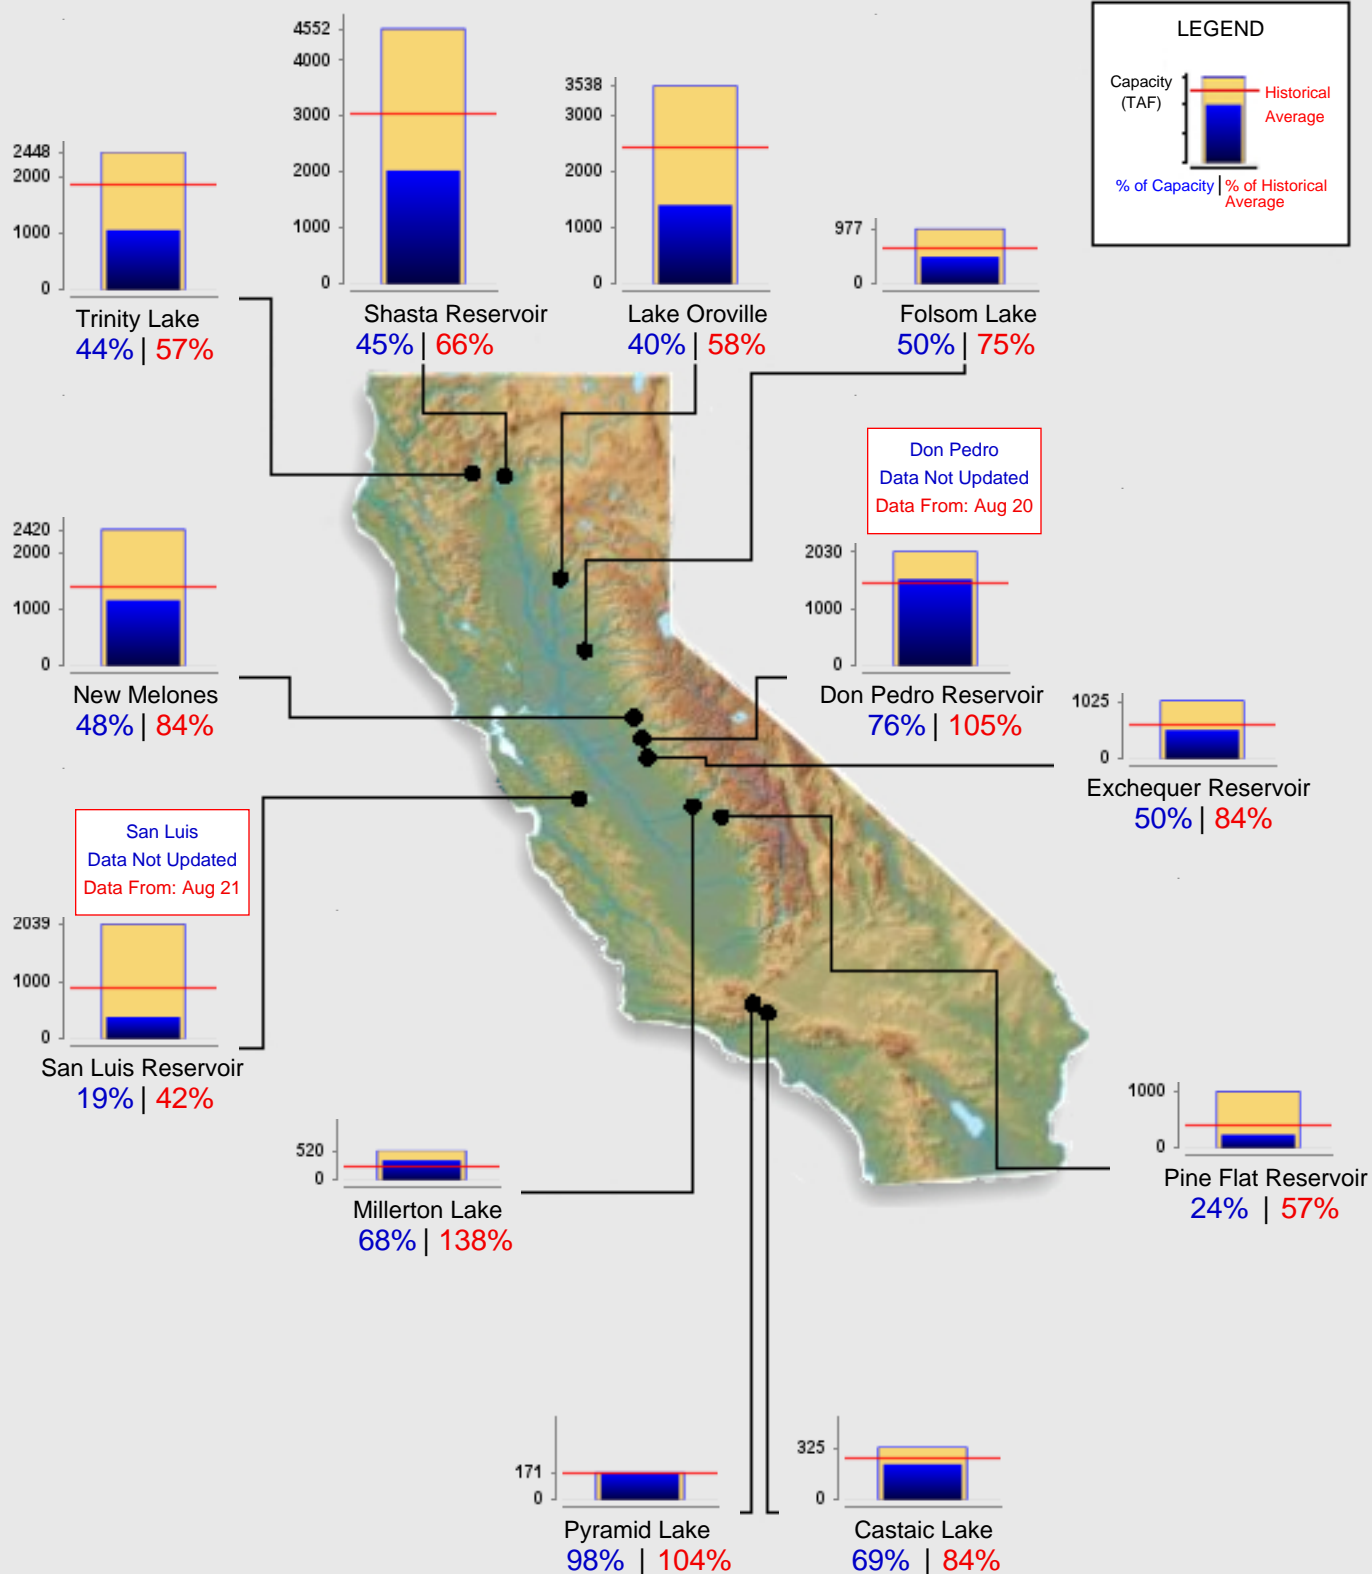 LEGEND
Capacity
(TAF)
Historical
Average
% of Capacity | % of Historical
Average
4552
4000
3000
2000
1000
0
Shasta Reservoir
45% | 66%
3538
3000
2000
1000
0
Lake Oroville
40% | 58%
2448
2000
1000
0
Trinity Lake
44% | 57%
977
0
Folsom Lake
50% | 75%
Don Pedro
Data Not Updated
Data From: Aug 20
2030
1000
0
Don Pedro Reservoir
76% | 105%
2420
2000
1000
0
New Melones
48% | 84%
1025
0
Exchequer Reservoir
50% | 84%
San Luis
Data Not Updated
Data From: Aug 21
2039
1000
0
San Luis Reservoir
19% | 42%
520
0
Millerton Lake
68% | 138%
1000
0
Pine Flat Reservoir
24% | 57%
171
0
Pyramid Lake
98% | 104%
325
0
Castaic Lake
69% | 84%